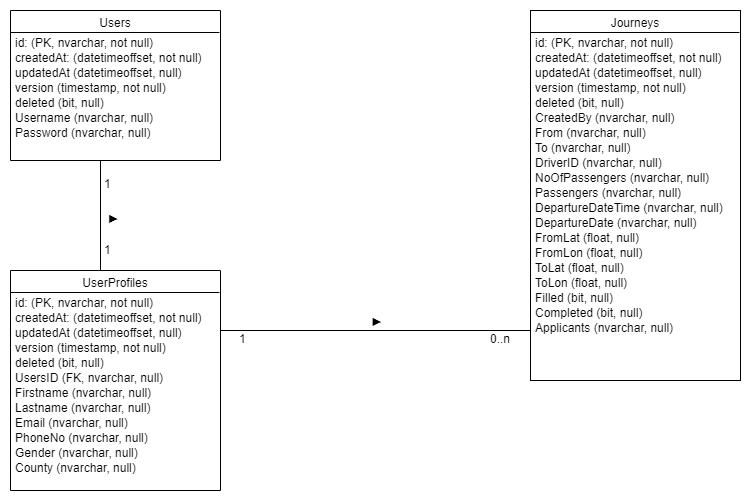 Users
id: (PK, nvarchar, not null)
createdAt: (datetimeoffset, not null)
updatedAt (datetimeoffset, null)
version (timestamp, not null)
deleted (bit, null)
Username (nvarchar, null)
Password (nvarchar, null)
1
1
UserProfiles
id: (PK, nvarchar, not null)
createdAt: (datetimeoffset, not null)
updatedAt (datetimeoffset, null)
version (timestamp, not null)
deleted (bit, null)
UsersID (FK, nvarchar, null)
Firstname (nvarchar, null)
Lastname (nvarchar, null)
Email (nvarchar, null)
PhoneNo (nvarchar, null)
Gender (nvarchar, null)
County (nvarchar, null)
1
0..n
Journeys
id: (PK, nvarchar, not null)
createdAt: (datetimeoffset, not null)
updatedAt (datetimeoffset, null)
version (timestamp, not null)
deleted (bit, null)
CreatedBy (nvarchar, null)
From (nvarchar, null)
To (nvarchar, null)
DriverID (nvarchar, null)
NoOfPassengers (nvarchar, null)
Passengers (nvarchar, null)
DepartureDateTime (nvarchar, null)
DepartureDate (nvarchar, null)
FromLat (float, null)
FromLon (float, null)
ToLat (float, null)
ToLon (float, null)
Filled (bit, null)
Completed (bit, null)
Applicants (nvarchar, null)